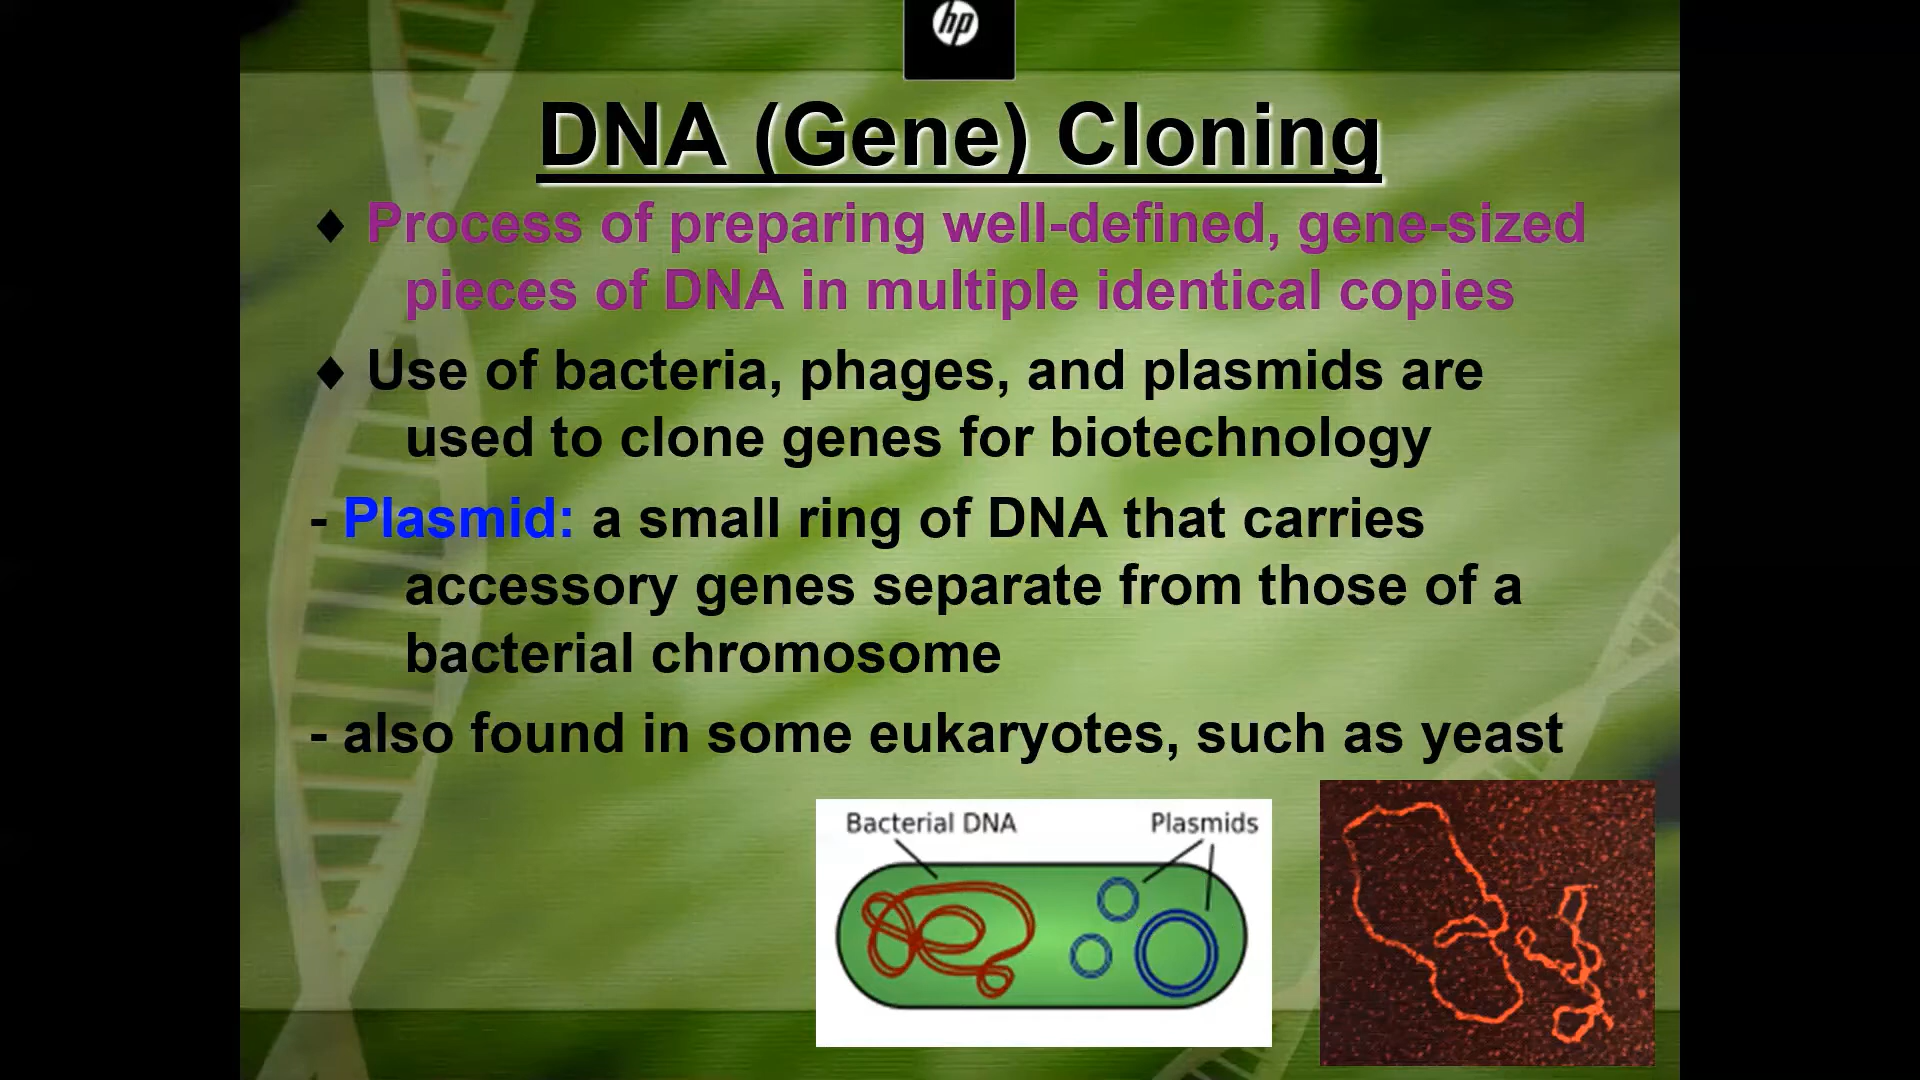 hp
DNA (Gene) Cloning
♦ Process of preparing well-defined, gene-sized
pieces of DNA in multiple identical copies
♦ Use of bacteria, phages, and plasmids are
used to clone genes for biotechnology
- Plasmid: a small ring of DNA that carries
accessory genes separate from those of a
bacterial chromosome
- also found in some eukaryotes, such as yeast
Bacterial DNA Plasmids